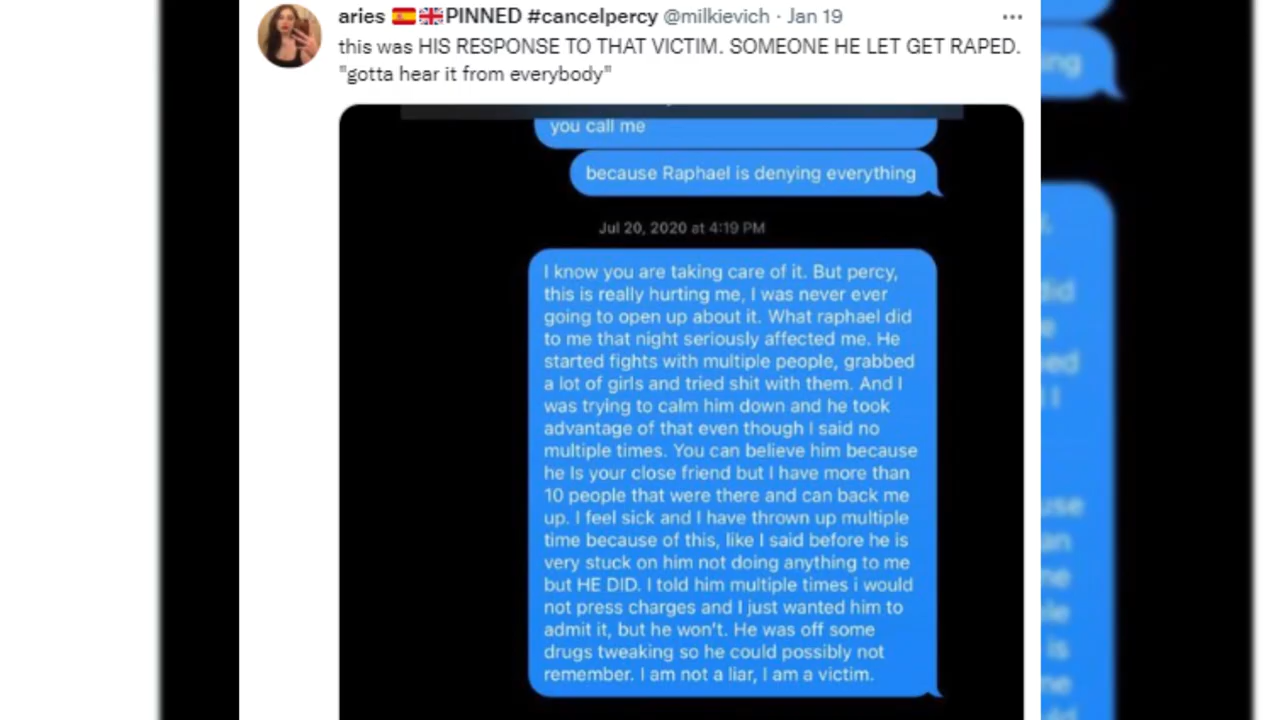 aries 🇪🇸🇬🇧PINNED #cancelpercy @milkievich · Jan 19
this was HIS RESPONSE TO THAT VICTIM. SOMEONE HE LET GET RAPED.
"gotta hear it from everybody"
you call me
because Raphael is denying everything
Jul 20, 2020 at 4:19 PM
I know you are taking care of it. But percy,
this is really hurting me, I was never ever
going to open up about it. What raphael did
to me that night seriously affected me. He
started fights with multiple people, grabbed
a lot of girls and tried shit with them. And I
was trying to calm him down and he took
advantage of that even though I said no
multiple times. You can believe him because
he Is your close friend but I have more than
10 people that were there and can back me
up. I feel sick and I have thrown up multiple
time because of this, like I said before he is
very stuck on him not doing anything to me
but HE DID. I told him multiple times i would
not press charges and I just wanted him to
admit it, but he won't. He was off some
drugs tweaking so he could possibly not
remember. I am not a liar, I am a victim.